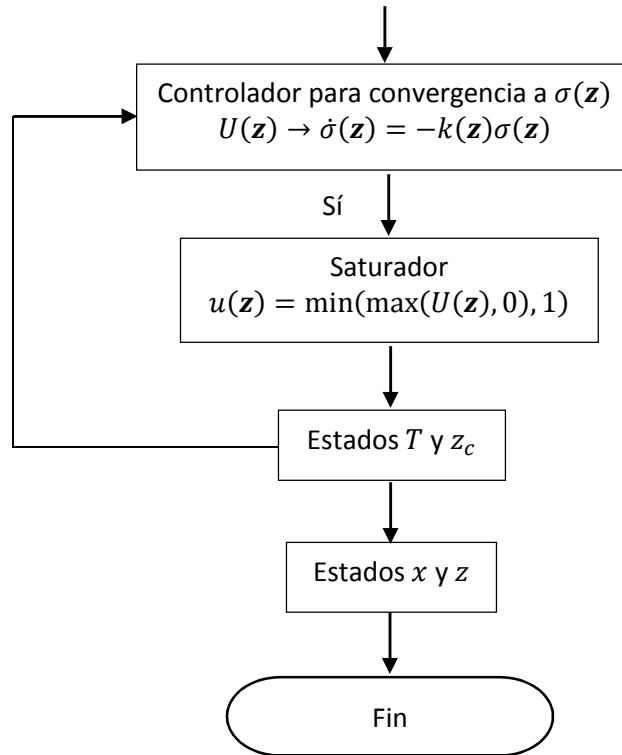 Controlador para convergencia a σ(𝒛)
U(𝒛) → σ̇(𝒛) = −k(𝒛)σ(𝒛)
Sí
Saturador
u(𝒛) = min(max(U(𝒛), 0), 1)
Estados T y z_c
Estados x y z
Fin